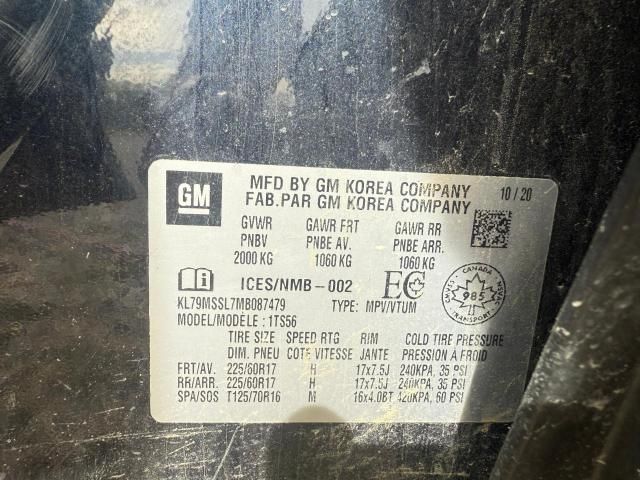 GM
MFD BY GM KOREA COMPANY 10/20
FAB.PAR GM KOREA COMPANY
GVWR GAWR FRT GAWR RR
PNBV PNBE AV. PNBE ARR.
2000 KG 1060 KG 1060 KG
ICES/NMB-002 EC
CANADA
985
TRANSPORT
KL79MSSL7MB087479 TYPE: MPV/VTUM
MODEL/MODÈLE : 1TS56
TIRE SIZE SPEED RTG RIM COLD TIRE PRESSURE
DIM. PNEU COTE VITESSE JANTE PRESSION À FROID
FRT/AV. 225/60R17 H 17x7.5J 240KPA, 35 PSI
RR/ARR. 225/60R17 H 17x7.5J 240KPA, 35 PSI
SPA/SOS T125/70R16 M 16x4.0BT 420KPA, 60 PSI